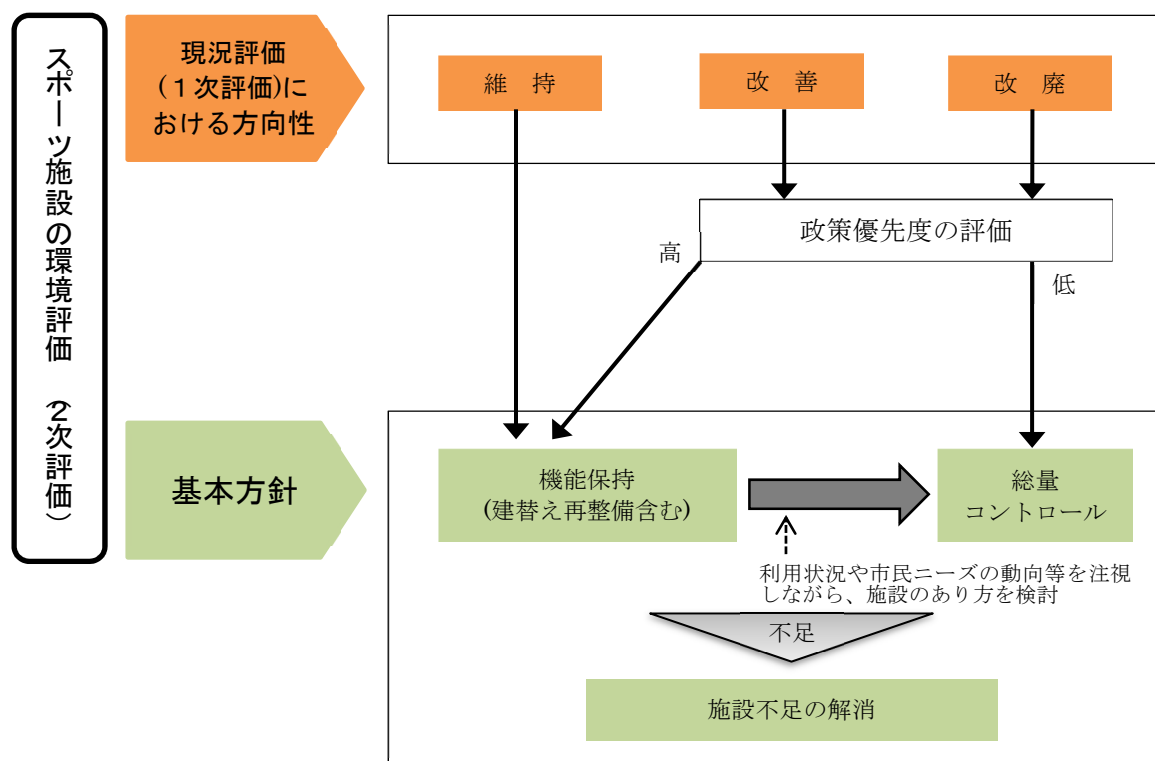 スポーツ施設の環境評価 (２次評価)
現況評価
(１次評価)に
おける方向性
維 持
改 善
改 廃
政策優先度の評価
高
低
基本方針
機能保持
(建替え再整備含む)
総量
コントロール
利用状況や市民ニーズの動向等を注視
しながら、施設のあり方を検討
不足
施設不足の解消